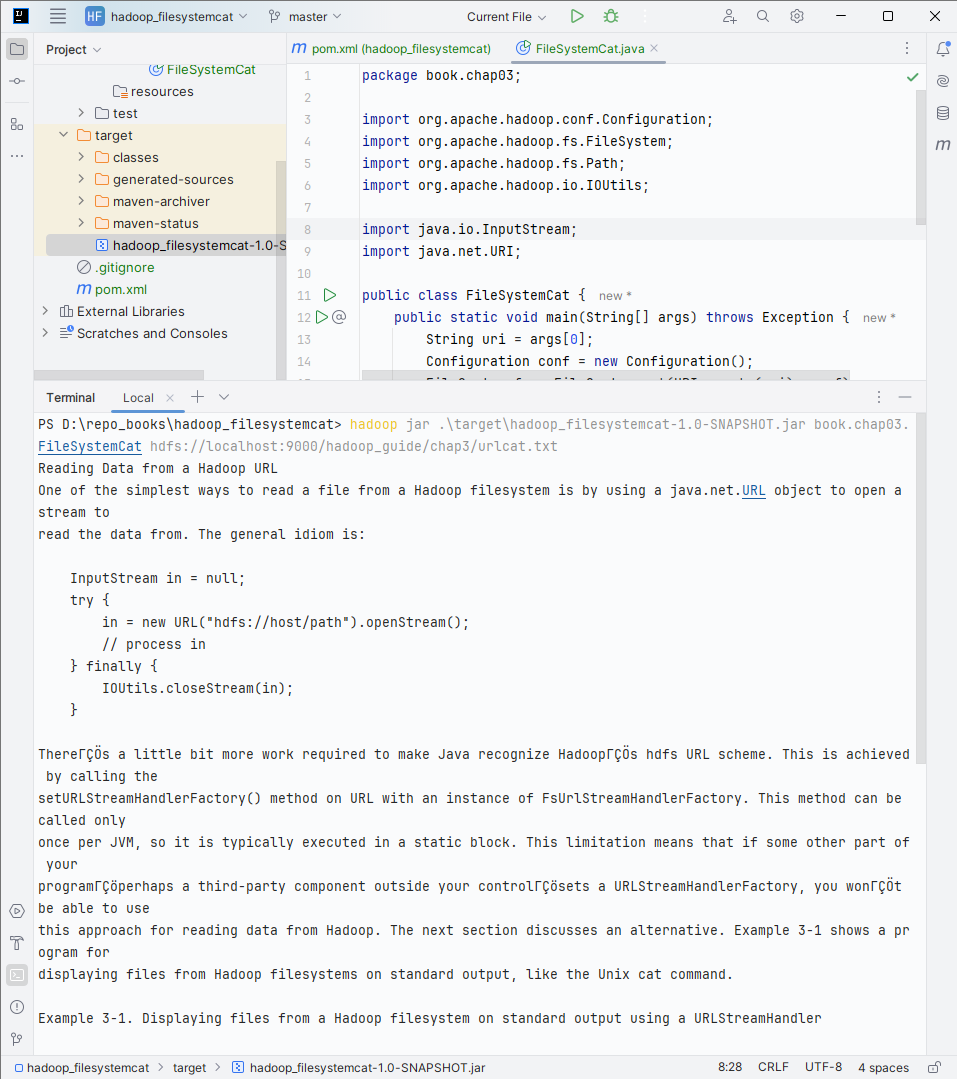 HF hadoop_filesystemcat master Current File
Project
FileSystemCat
resources
test
target
classes
generated-sources
maven-archiver
maven-status
hadoop_filesystemcat-1.0-S
.gitignore
pom.xml
External Libraries
Scratches and Consoles
pom.xml (hadoop_filesystemcat) FileSystemCat.java
1 package book.chap03;
2
3 import org.apache.hadoop.conf.Configuration;
4 import org.apache.hadoop.fs.FileSystem;
5 import org.apache.hadoop.fs.Path;
6 import org.apache.hadoop.io.IOUtils;
7
8 import java.io.InputStream;
9 import java.net.URI;
10
11 public class FileSystemCat { new *
12 public static void main(String[] args) throws Exception { new *
13 String uri = args[0];
14 Configuration conf = new Configuration();
Terminal Local
PS D:\repo_books\hadoop_filesystemcat> hadoop jar .\target\hadoop_filesystemcat-1.0-SNAPSHOT.jar book.chap03.
FileSystemCat hdfs://localhost:9000/hadoop_guide/chap3/urlcat.txt
Reading Data from a Hadoop URL
One of the simplest ways to read a file from a Hadoop filesystem is by using a java.net.URL object to open a
stream to
read the data from. The general idiom is:
InputStream in = null;
try {
in = new URL("hdfs://host/path").openStream();
// process in
} finally {
IOUtils.closeStream(in);
}
ThereΓÇÖs a little bit more work required to make Java recognize HadoopΓÇÖs hdfs URL scheme. This is achieved
by calling the
setURLStreamHandlerFactory() method on URL with an instance of FsUrlStreamHandlerFactory. This method can be
called only
once per JVM, so it is typically executed in a static block. This limitation means that if some other part of
your
programΓÇöperhaps a third-party component outside your controlΓÇösets a URLStreamHandlerFactory, you wonΓÇÖt
be able to use
this approach for reading data from Hadoop. The next section discusses an alternative. Example 3-1 shows a pr
ogram for
displaying files from Hadoop filesystems on standard output, like the Unix cat command.
Example 3-1. Displaying files from a Hadoop filesystem on standard output using a URLStreamHandler
hadoop_filesystemcat > target > hadoop_filesystemcat-1.0-SNAPSHOT.jar 8:28 CRLF UTF-8 4 spaces